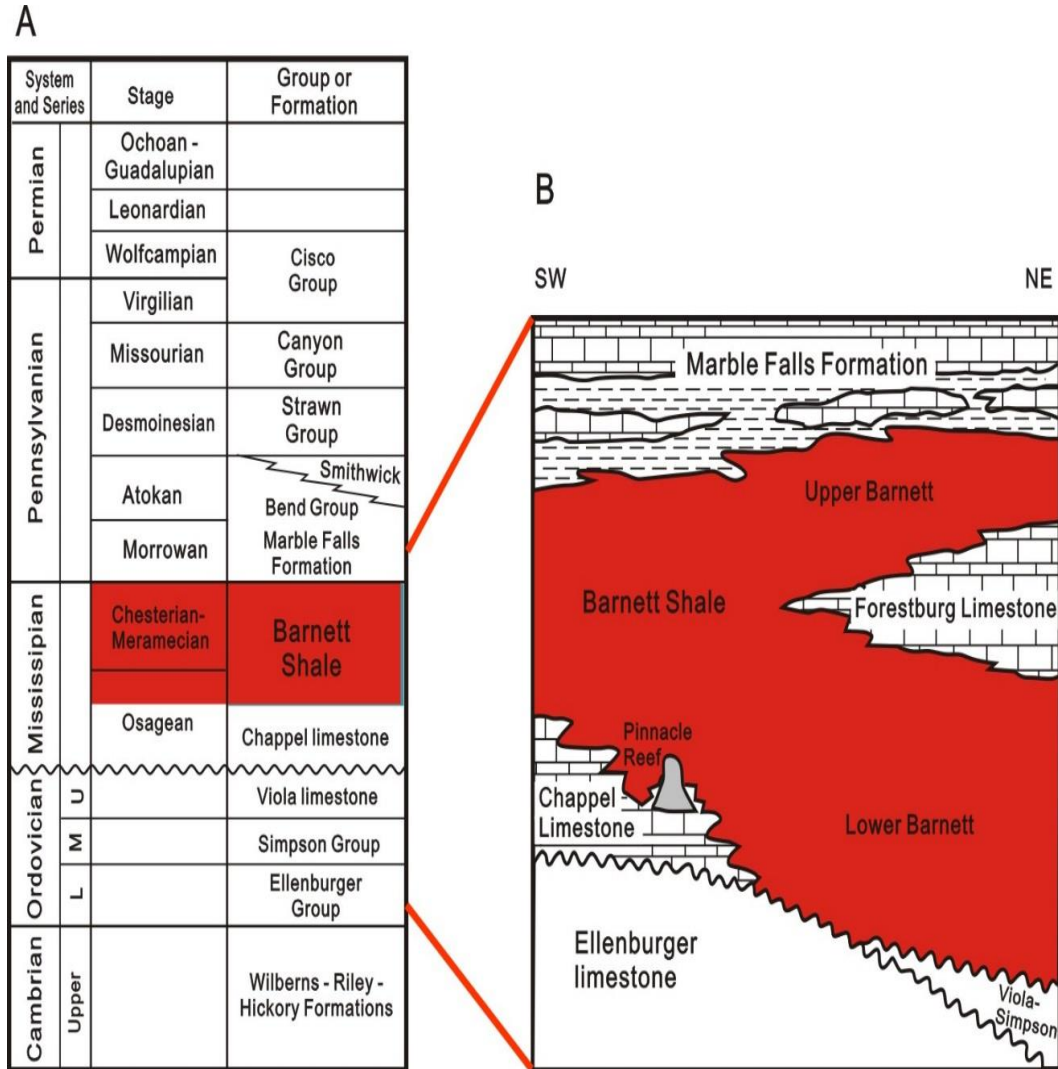 A
System
and Series
Stage
Group or
Formation
Permian
Ochoan -
Guadalupian
Leonardian
Wolfcampian
Cisco
Group
Pennsylvanian
Virgilian
Missourian
Canyon
Group
Desmoinesian
Strawn
Group
Atokan
Smithwick
Bend Group
Morrowan
Marble Falls
Formation
Mississipian
Chesterian-
Meramecian
Barnett
Shale
Osagean
Chappel limestone
Ordovician
U
Viola limestone
M
Simpson Group
L
Ellenburger
Group
Cambrian
Upper
Wilberns - Riley -
Hickory Formations
B
SW
NE
Marble Falls Formation
Upper Barnett
Barnett Shale
Forestburg Limestone
Pinnacle
Reef
Chappel
Limestone
Lower Barnett
Ellenburger
limestone
Viola-
Simpson